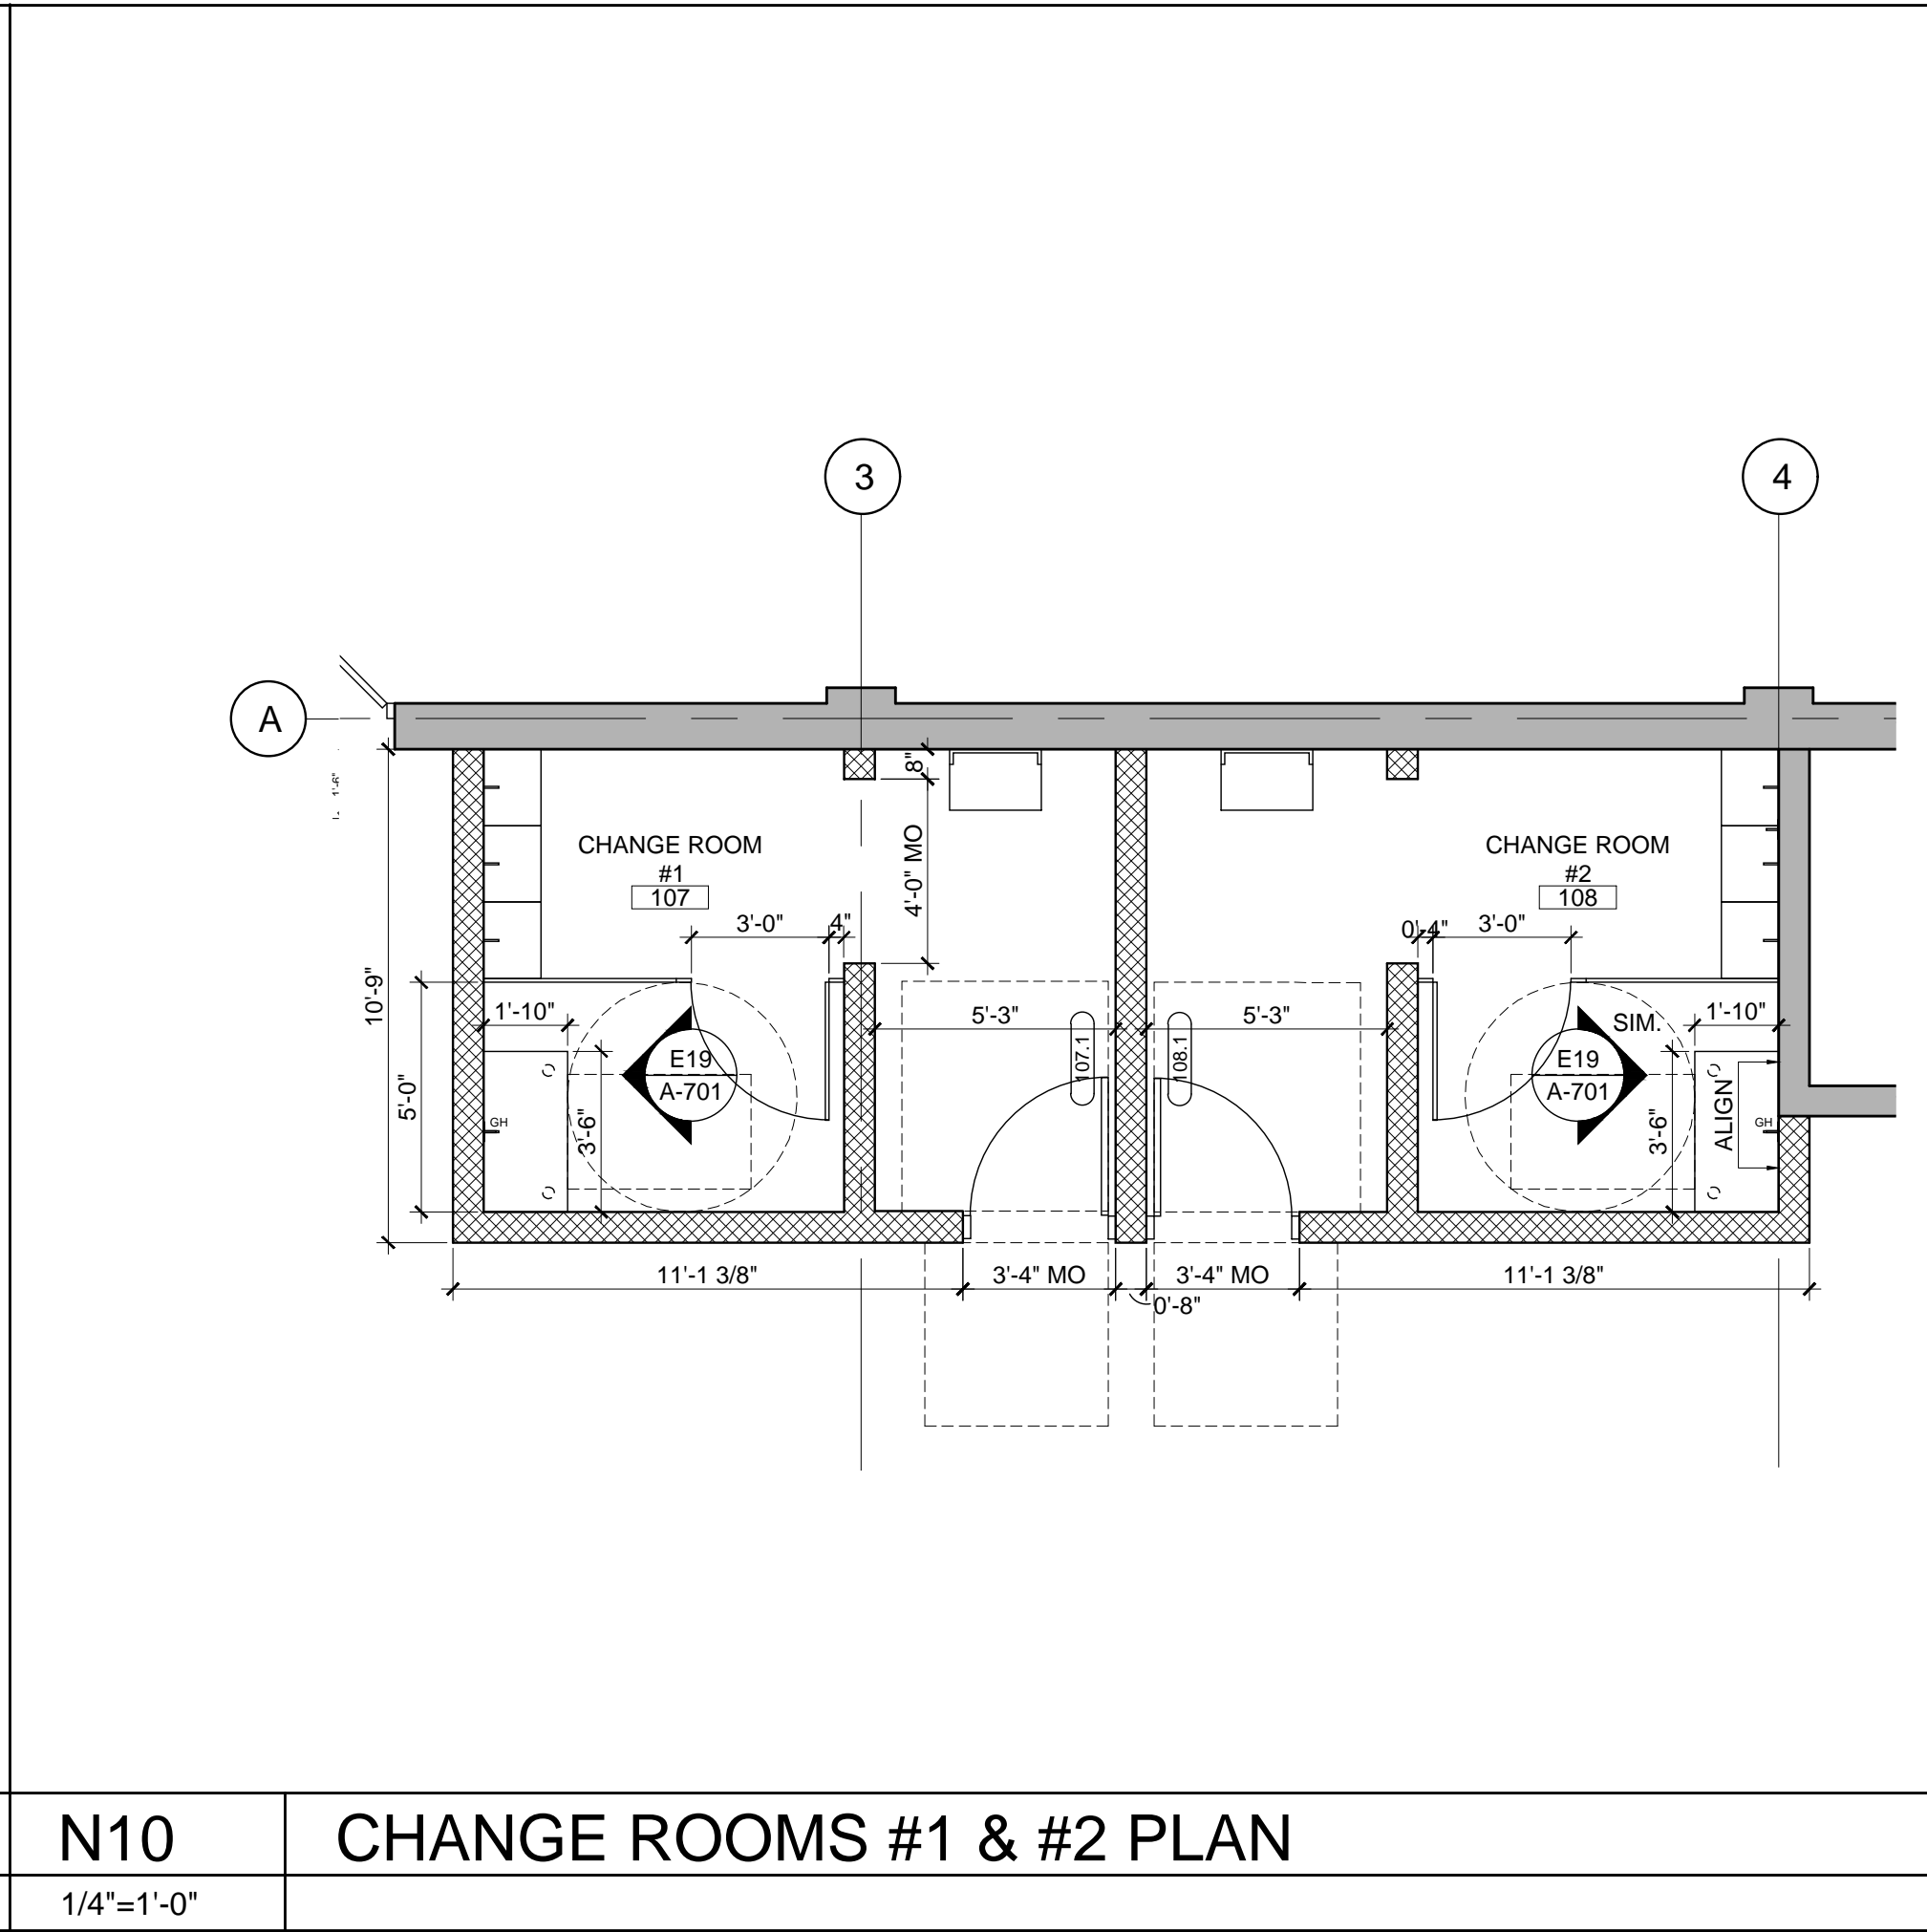 3
4
A
1'-6"
8"
4'-0" MO
CHANGE ROOM
#1
107
CHANGE ROOM
#2
108
3'-0"
4"
0'-4"
3'-0"
10'-9"
5'-0"
1'-10"
5'-3"
5'-3"
SIM.
1'-10"
E19
A-701
107.1
108.1
E19
A-701
GH
3'-6"
3'-6"
ALIGN
GH
11'-1 3/8"
3'-4" MO
3'-4" MO
11'-1 3/8"
0'-8"
N10
CHANGE ROOMS #1 & #2 PLAN
1/4"=1'-0"